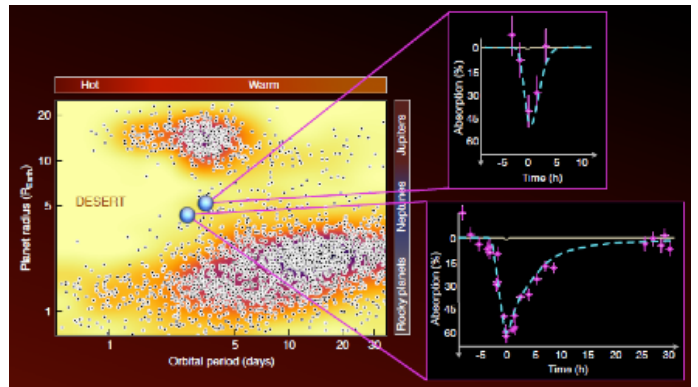 Hot Warm
20
10
5
1
Planet radius (R_Earth)
DESERT
Jupiters
Neptunes
Rocky planets
1 5 10 20 30
Orbital period (days)
0
15
30
45
60
Absorption (%)
-5 0 5 10
Time (h)
0
15
30
45
60
Absorption (%)
-5 0 5 10 15 20 25 30
Time (h)